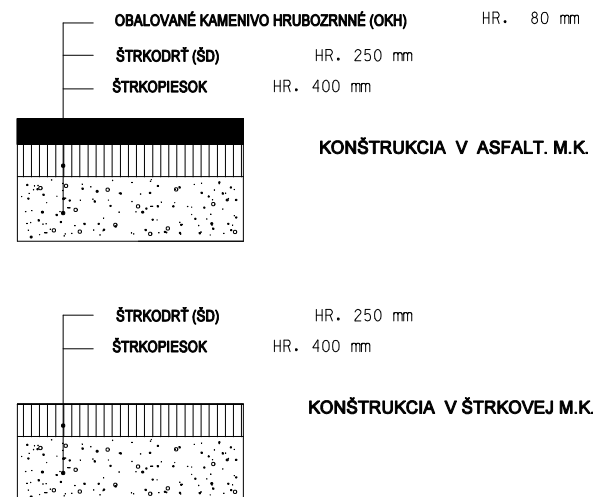 OBALOVANÉ KAMENIVO HRUBOZRNNÉ (OKH) HR. 80 mm
ŠTRKODRŤ (ŠD) HR. 250 mm
ŠTRKOPIESOK HR. 400 mm
KONŠTRUKCIA V ASFALT. M.K.
ŠTRKODRŤ (ŠD) HR. 250 mm
ŠTRKOPIESOK HR. 400 mm
KONŠTRUKCIA V ŠTRKOVEJ M.K.